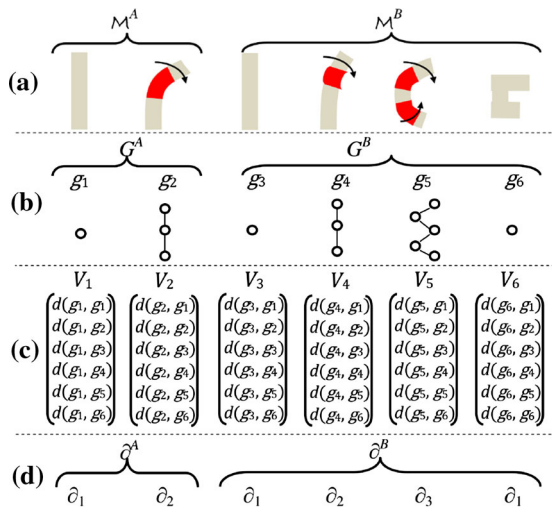 ℳᴬ ℳᴮ
(a)
Gᴬ Gᴮ
g₁ g₂ g₃ g₄ g₅ g₆
(b)
V₁ V₂ V₃ V₄ V₅ V₆
d(g₁, g₁) d(g₂, g₁) d(g₃, g₁) d(g₄, g₁) d(g₅, g₁) d(g₆, g₁)
d(g₁, g₂) d(g₂, g₂) d(g₃, g₂) d(g₄, g₂) d(g₅, g₂) d(g₆, g₂)
d(g₁, g₃) d(g₂, g₃) d(g₃, g₃) d(g₄, g₃) d(g₅, g₃) d(g₆, g₃)
(c)
d(g₁, g₄) d(g₂, g₄) d(g₃, g₄) d(g₄, g₄) d(g₅, g₄) d(g₆, g₄)
d(g₁, g₅) d(g₂, g₅) d(g₃, g₅) d(g₄, g₅) d(g₅, g₅) d(g₆, g₅)
d(g₁, g₆) d(g₂, g₆) d(g₃, g₆) d(g₄, g₆) d(g₅, g₆) d(g₆, g₆)
∂ᴬ ∂ᴮ
(d)
∂₁ ∂₂ ∂₁ ∂₂ ∂₃ ∂₁